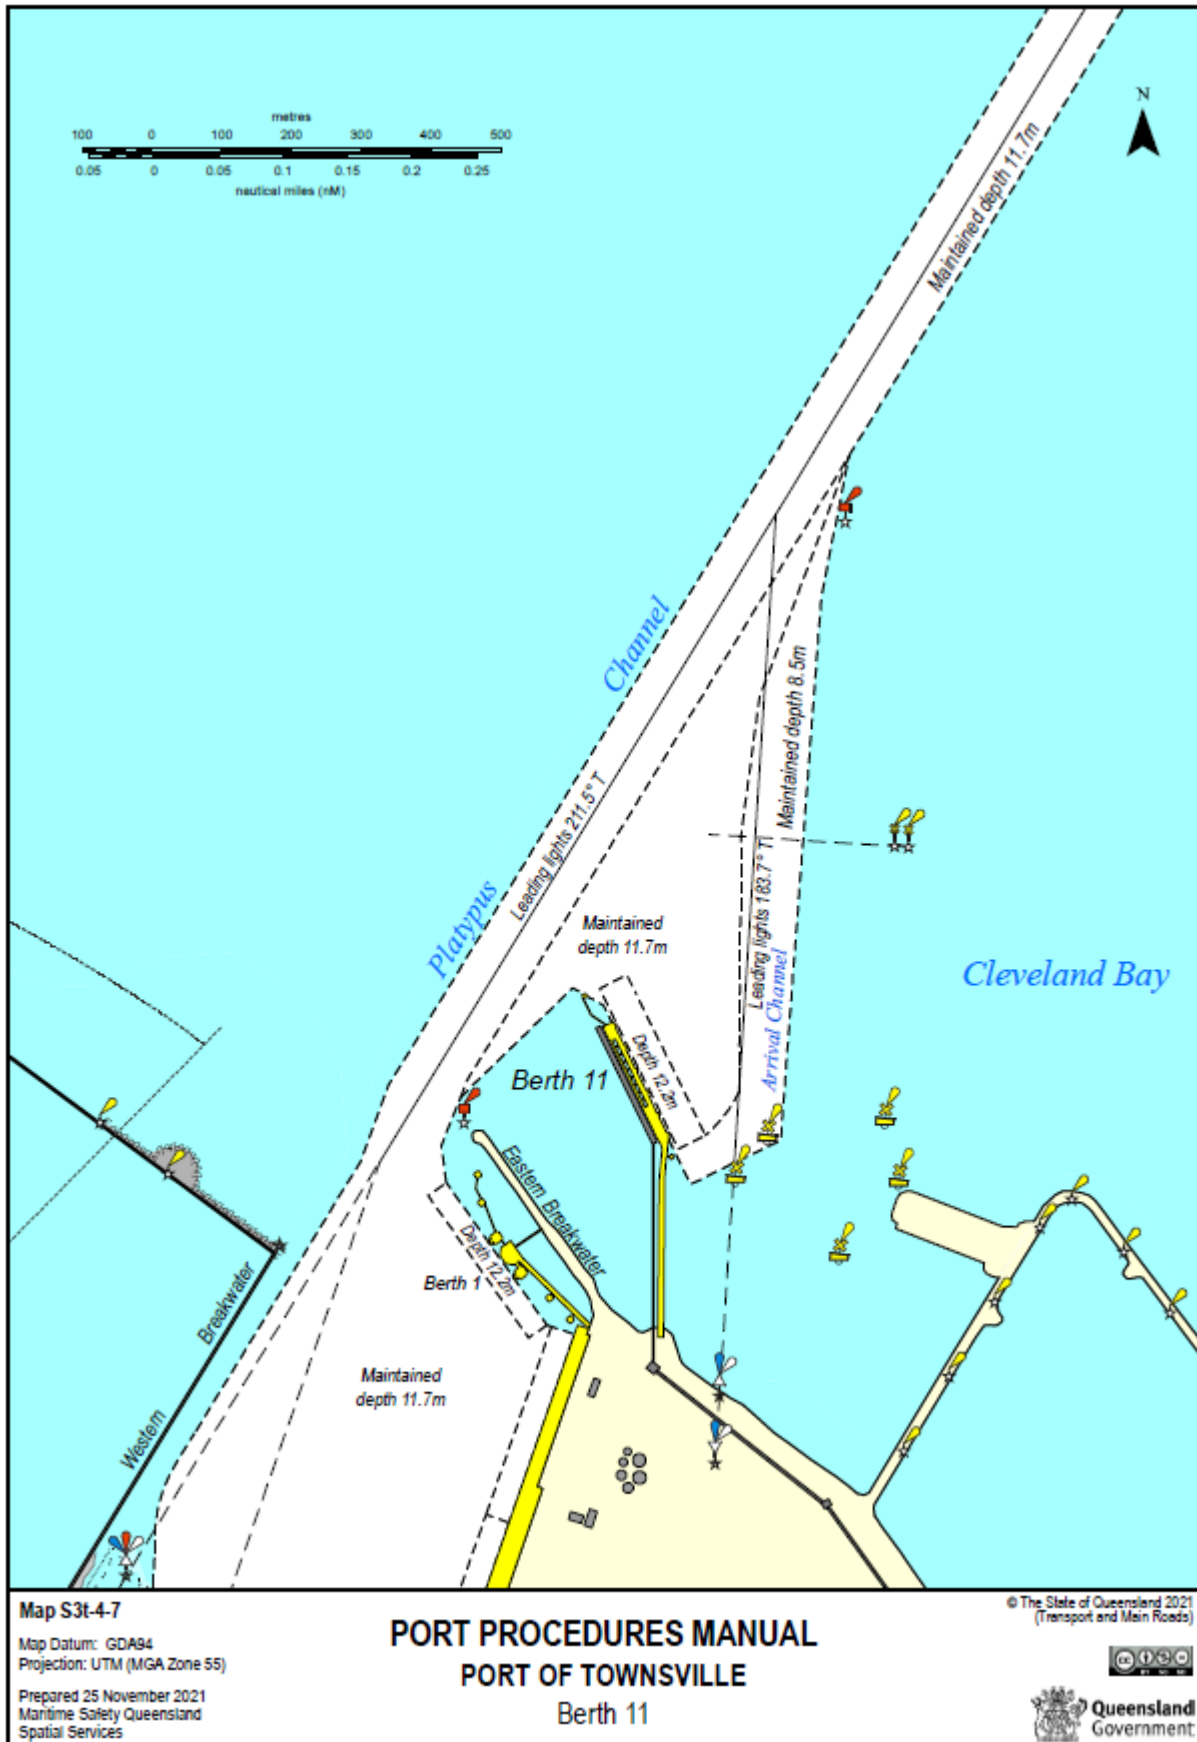 metres
100 0 100 200 300 400 500
0.05 0 0.05 0.1 0.15 0.2 0.25
nautical miles (nM)
N
Maintained depth 11.7m
Platypus Channel
Leading lights 211.5° T
Maintained depth 8.5m
Leading lights 183.7° T
Arrival Channel
Maintained
depth 11.7m
Cleveland Bay
Depth 12.2m
Berth 11
Eastern Breakwater
Depth 12.2m
Berth 1
Western Breakwater
Maintained
depth 11.7m
Map S3t-4-7
Map Datum: GDA94
Projection: UTM (MGA Zone 55)
Prepared 25 November 2021
Maritime Safety Queensland
Spatial Services
PORT PROCEDURES MANUAL
PORT OF TOWNSVILLE
Berth 11
© The State of Queensland 2021
(Transport and Main Roads)
Queensland
Government